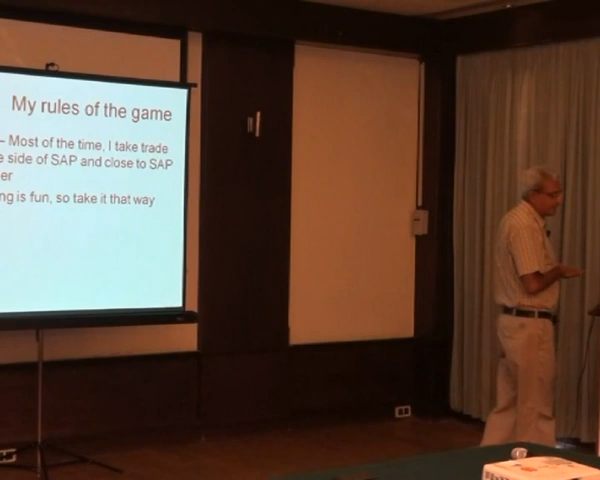 My rules of the game
– Most of the time, I take trade
e side of SAP and close to SAP
er
ng is fun, so take it that way